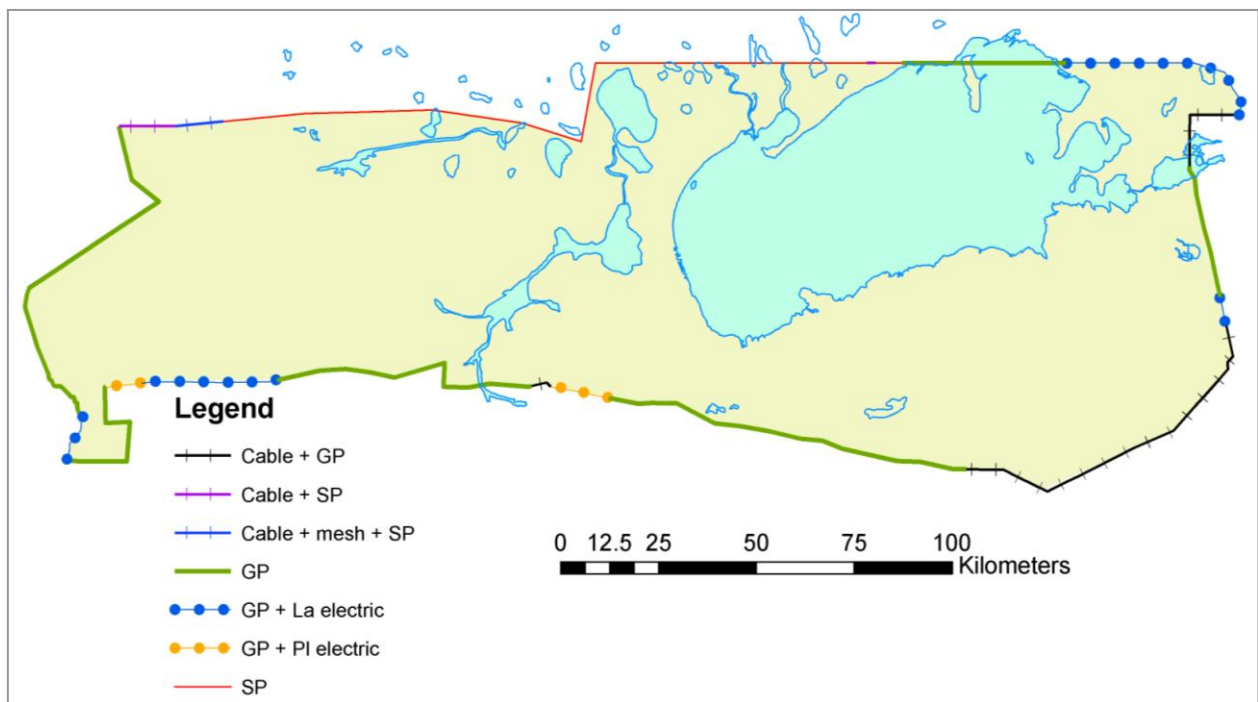 Legend
Cable + GP
Cable + SP
Cable + mesh + SP
GP
GP + La electric
GP + Pl electric
SP
0 12.5 25 50 75 100
Kilometers